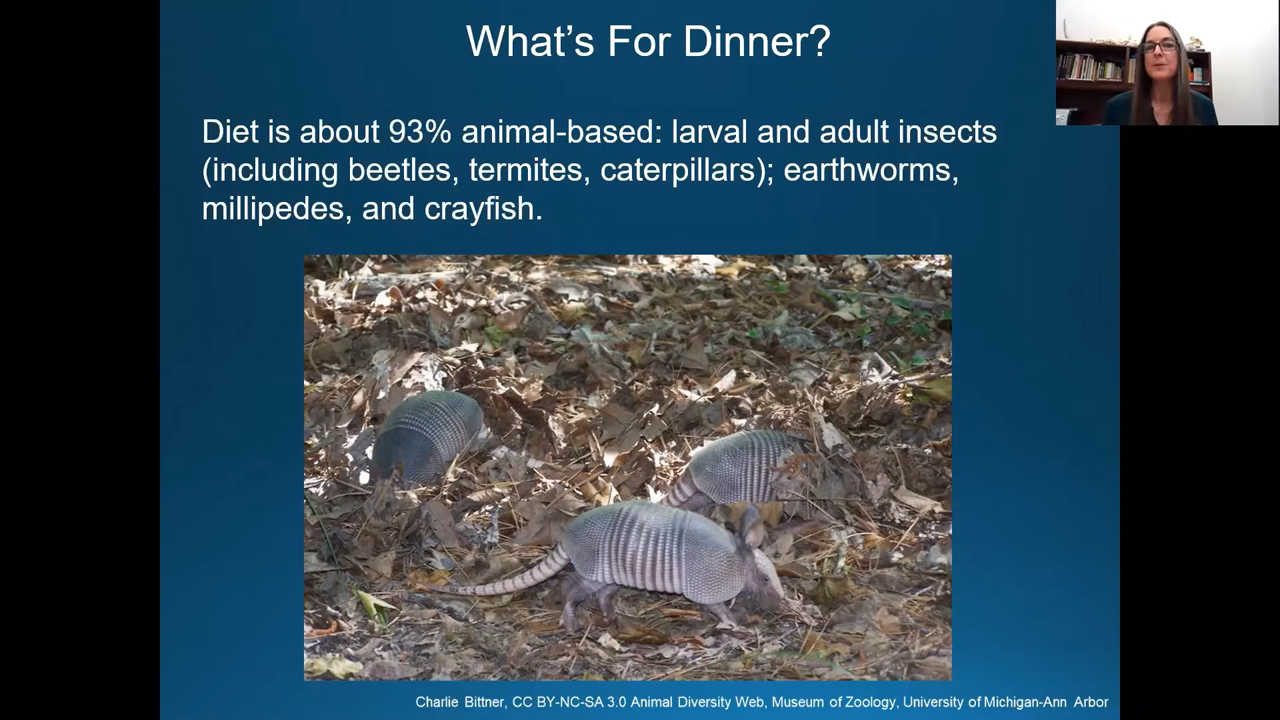 What's For Dinner?
Diet is about 93% animal-based: larval and adult insects
(including beetles, termites, caterpillars); earthworms,
millipedes, and crayfish.
Charlie Bittner, CC BY-NC-SA 3.0 Animal Diversity Web, Museum of Zoology, University of Michigan-Ann Arbor